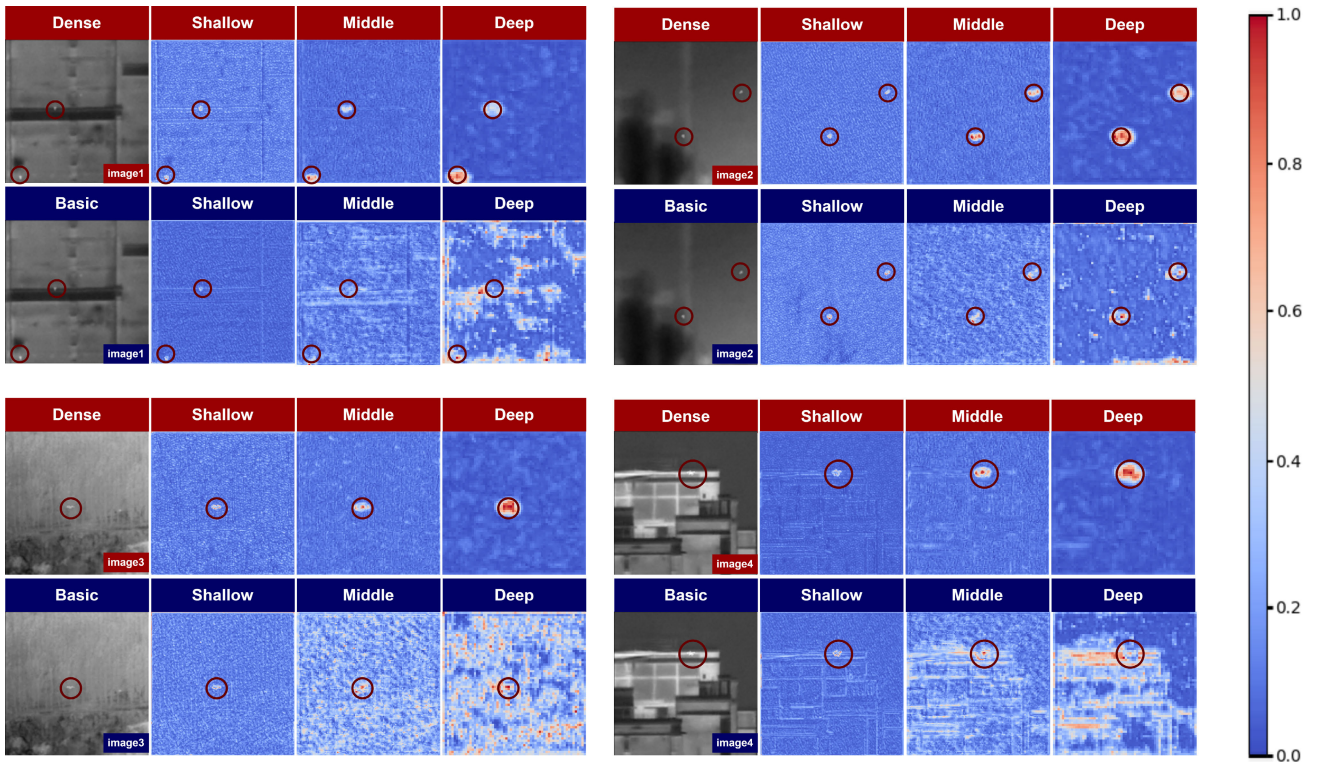 Dense Shallow Middle Deep
image1
Basic Shallow Middle Deep
image1
Dense Shallow Middle Deep
image2
Basic Shallow Middle Deep
image2
Dense Shallow Middle Deep
image3
Basic Shallow Middle Deep
image3
Dense Shallow Middle Deep
image4
Basic Shallow Middle Deep
image4
1.0
0.8
0.6
0.4
0.2
0.0